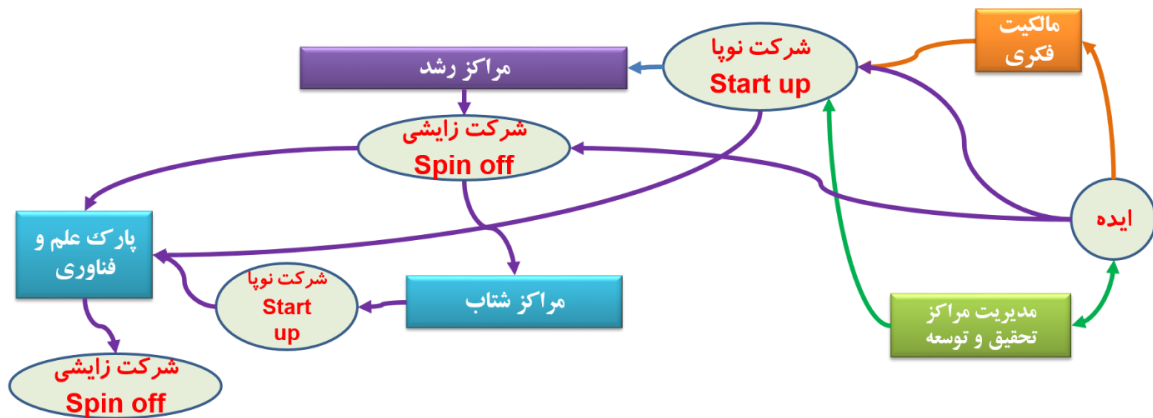 مالکیت
فکری
شرکت نوپا
Start up
مراکز رشد
شرکت زایشی
Spin off
ایده
پارک علم و
فناوری
شرکت نوپا
Start
up
مراکز شتاب
مدیریت مراکز
تحقیق و توسعه
شرکت زایشی
Spin off